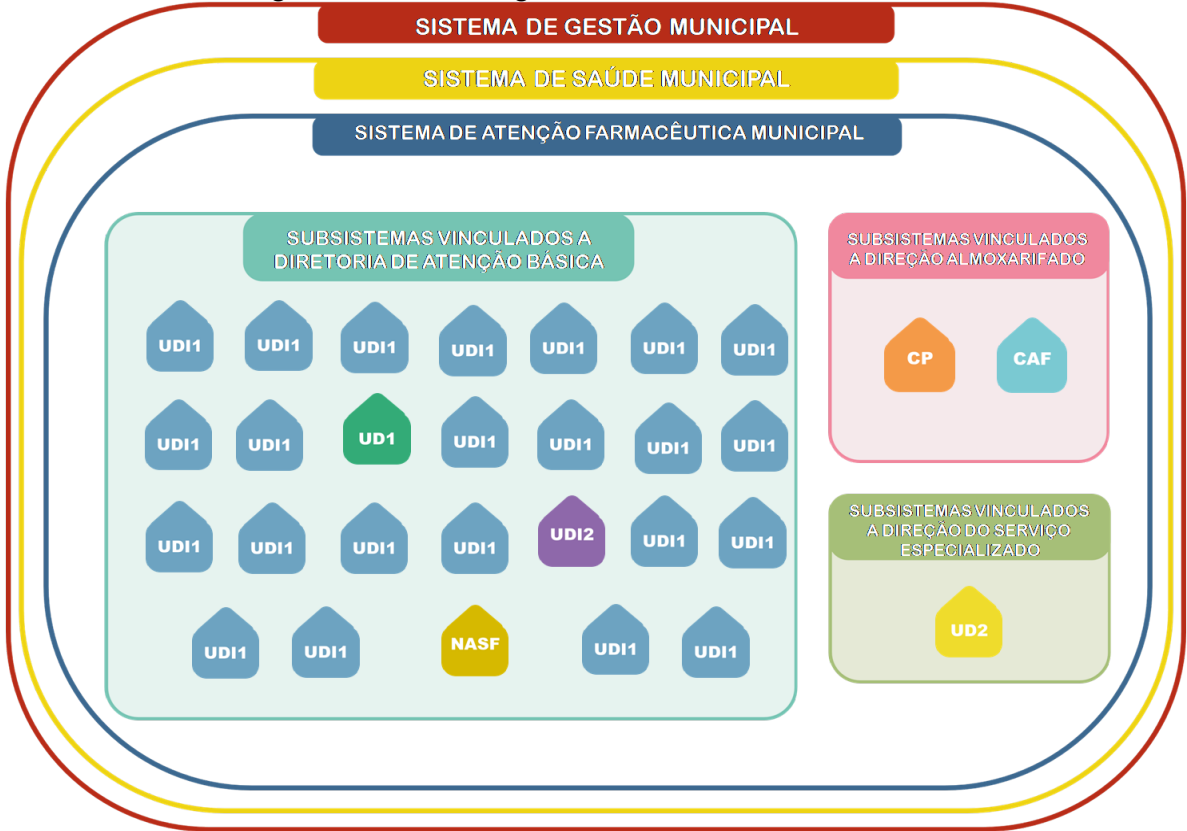 SISTEMA DE GESTÃO MUNICIPAL
SISTEMA DE SAÚDE MUNICIPAL
SISTEMA DE ATENÇÃO FARMACÊUTICA MUNICIPAL
SUBSISTEMAS VINCULADOS A
DIRETORIA DE ATENÇÃO BÁSICA
UDI1 UDI1 UDI1 UDI1 UDI1 UDI1 UDI1
UDI1 UDI1 UD1 UDI1 UDI1 UDI1 UDI1
UDI1 UDI1 UDI1 UDI1 UDI2 UDI1 UDI1
UDI1 UDI1 NASF UDI1 UDI1
SUBSISTEMAS VINCULADOS
A DIREÇÃO ALMOXARIFADO
CP CAF
SUBSISTEMAS VINCULADOS
A DIREÇÃO DO SERVIÇO
ESPECIALIZADO
UD2